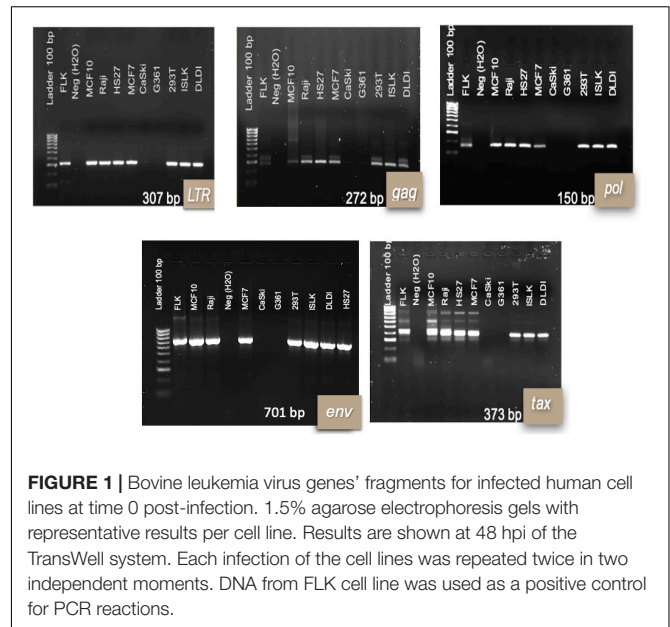 Ladder 100 bp
FLK
Neg (H2O)
MCF10
Raji
HS27
MCF7
CaSki
G361
293T
ISLK
DLDI
307 bp
LTR
Ladder 100 bp
FLK
Neg (H2O)
MCF10
Raji
HS27
MCF7
CaSki
G361
293T
ISLK
DLDI
272 bp
gag
Ladder 100 bp
FLK
Neg (H2O)
MCF10
Raji
HS27
MCF7
CaSki
G361
293T
ISLK
DLDI
150 bp
pol
Ladder 100 bp
FLK
MCF10
Raji
Neg (H2O)
MCF7
CaSki
G361
293T
ISLK
DLDI
HS27
701 bp
env
Ladder 100 bp
FLK
Neg (H2O)
MCF10
Raji
HS27
MCF7
CaSki
G361
293T
ISLK
DLDI
373 bp
tax
FIGURE 1 | Bovine leukemia virus genes' fragments for infected human cell
lines at time 0 post-infection. 1.5% agarose electrophoresis gels with
representative results per cell line. Results are shown at 48 hpi of the
TransWell system. Each infection of the cell lines was repeated twice in two
independent moments. DNA from FLK cell line was used as a positive control
for PCR reactions.